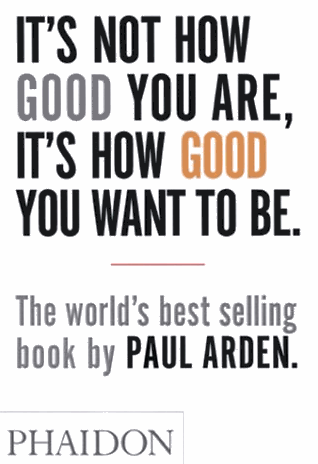 IT'S NOT HOW
GOOD YOU ARE,
IT'S HOW GOOD
YOU WANT TO BE.
The world's best selling
book by PAUL ARDEN.
PHAIDON